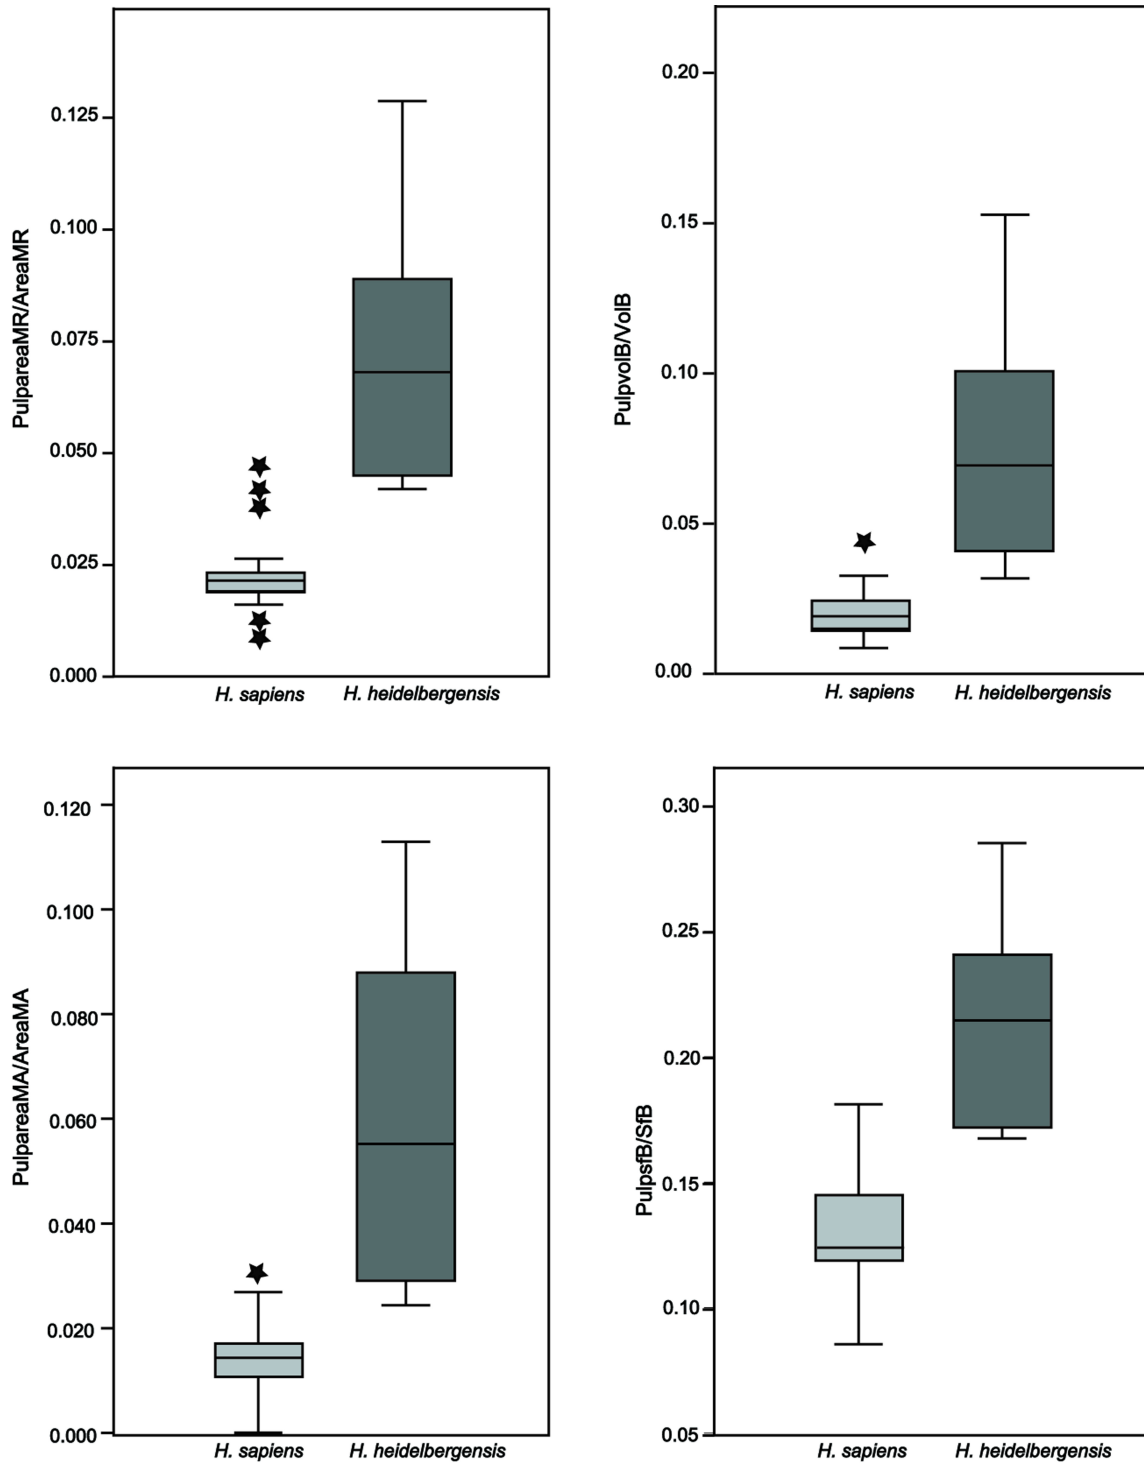 PulpareaMR/AreaMR
0.125
0.100
0.075
0.050
0.025
0.000
H. sapiens
H. heidelbergensis
PulpvolB/VolB
0.20
0.15
0.10
0.05
0.00
H. sapiens
H. heidelbergensis
PulpareaMA/AreaMA
0.120
0.100
0.080
0.060
0.040
0.020
0.000
H. sapiens
H. heidelbergensis
PulpsfB/SfB
0.30
0.25
0.20
0.15
0.10
0.05
H. sapiens
H. heidelbergensis